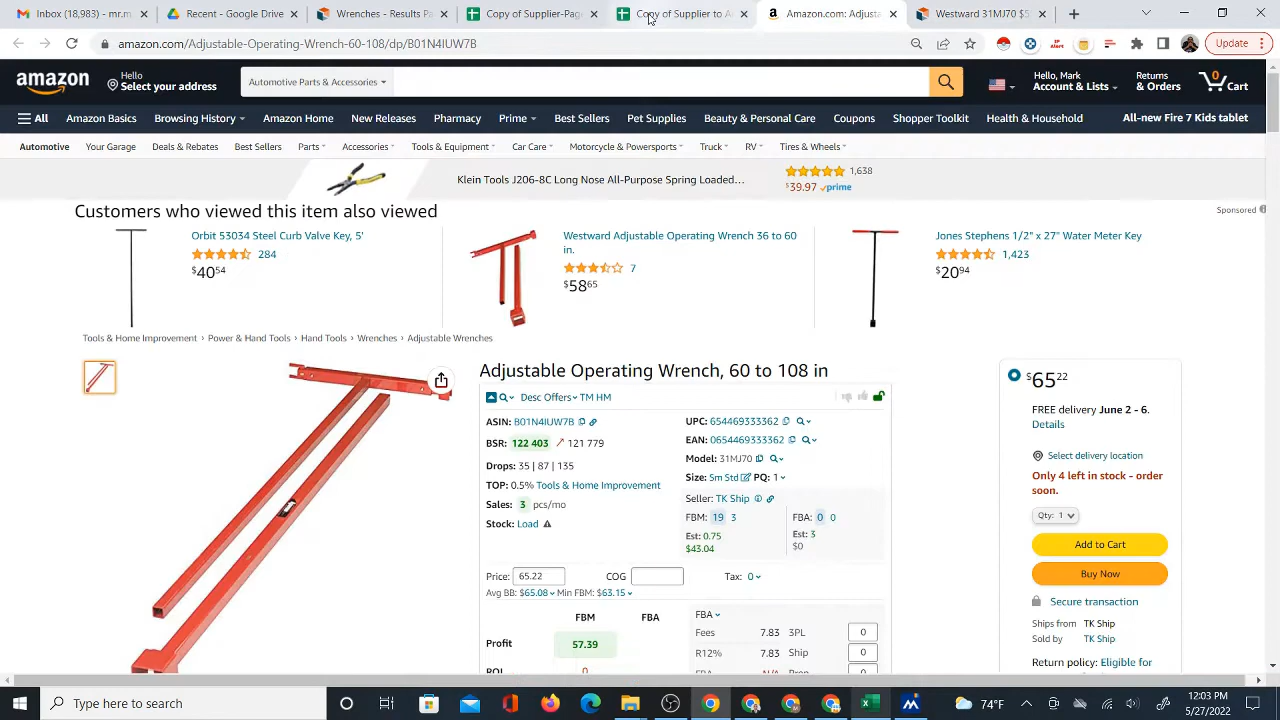 Inbox (18,983) - mr.m
Recent - Google Drive
Westward - Results Pa
Copy of Supplier-Page
Copy of Supplier to A
Amazon.com: Adjusta
Westward 31MJ70 $5
amazon.com/Adjustable-Operating-Wrench-60-108/dp/B01N4IUW7B
Update
amazon
Hello
Select your address
Automotive Parts & Accessories
Hello, Mark
Account & Lists
Returns
& Orders
0
Cart
All
Amazon Basics
Browsing History
Amazon Home
New Releases
Pharmacy
Prime
Best Sellers
Pet Supplies
Beauty & Personal Care
Coupons
Shopper Toolkit
Health & Household
All-new Fire 7 Kids tablet
Automotive
Your Garage
Deals & Rebates
Best Sellers
Parts
Accessories
Tools & Equipment
Car Care
Motorcycle & Powersports
Truck
RV
Tires & Wheels
Klein Tools J206-8C Long Nose All-Purpose Spring Loaded...
1,638
$39.97 prime
Customers who viewed this item also viewed
Sponsored
Orbit 53034 Steel Curb Valve Key, 5'
284
$4054
Westward Adjustable Operating Wrench 36 to 60
in.
7
$5865
Jones Stephens 1/2" x 27" Water Meter Key
1,423
$2094
Tools & Home Improvement › Power & Hand Tools › Hand Tools › Wrenches › Adjustable Wrenches
Adjustable Operating Wrench, 60 to 108 in
Desc Offers TM HM
ASIN: B01N4IUW7B
BSR: 122 403 121 779
Drops: 35 | 87 | 135
TOP: 0.5% Tools & Home Improvement
Sales: 3 pcs/mo
Stock: Load
UPC: 654469333362
EAN: 0654469333362
Model: 31MJ70
Size: Sm Std PQ: 1
Seller: TK Ship
FBM: 19 3
FBA: 0 0
Est: 0.75
$43.04
Est: 3
$0
Price: 65.22
COG
Tax: 0
Avg BB: $65.08 Min FBM: $63.15
FBM FBA
Profit 57.39
ROI 0
FBA
Fees 7.83 3PL 0
R12% 7.83 Ship 0
N/A
$6522
FREE delivery June 2 - 6.
Details
Select delivery location
Only 4 left in stock - order
soon.
Qty: 1
Add to Cart
Buy Now
Secure transaction
Ships from TK Ship
Sold by TK Ship
Return policy: Eligible for
Type here to search
74°F
12:03 PM
5/27/2022